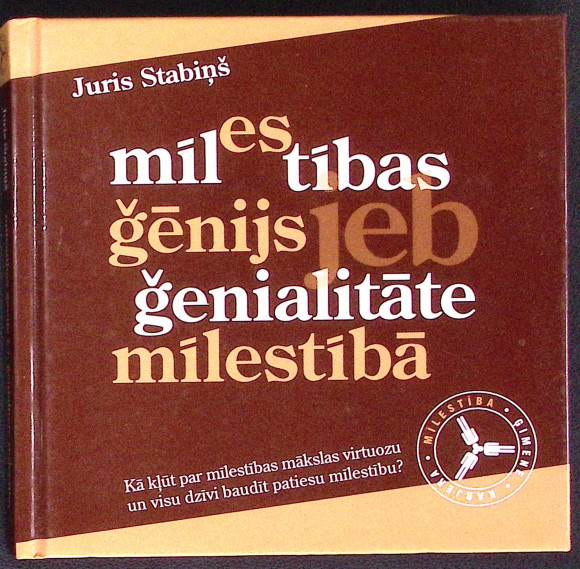 Juris Stabiņš
mīlestības
ģēnijs jeb
ģenialitāte
mīlestībā
Kā kļūt par mīlestības mākslas virtuozu
un visu dzīvi baudīt patiesu mīlestību?
MĪLESTĪBA • ĢIMENE • KARJERA •